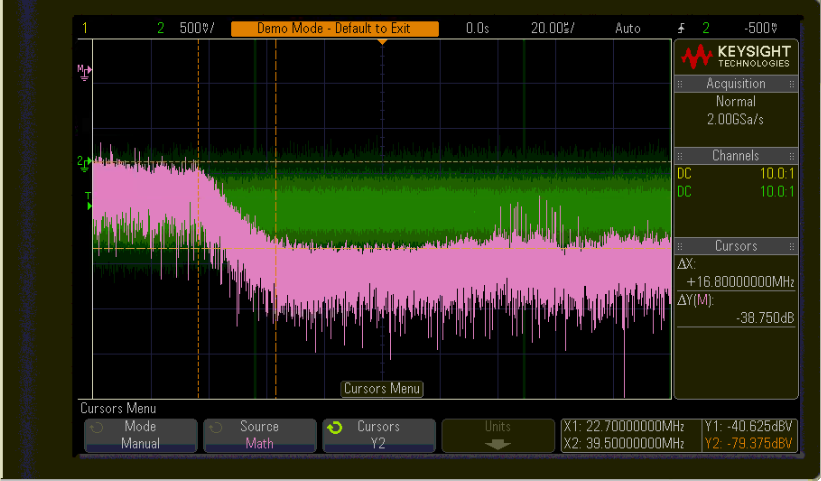 1 2 500♡/ Demo Mode - Default to Exit 0.0s 20.00s/ Auto 2 -500♡
M
2
T
KEYSIGHT
TECHNOLOGIES
Acquisition
Normal
2.00GSa/s
Channels
DC 10.0:1
DC 10.0:1
Cursors
ΔX:
+16.80000000MHz
ΔY(M):
-38.750dB
Cursors Menu
Cursors Menu
Mode
Manual
Source
Math
Cursors
Y2
Units
X1: 22.70000000MHz
X2: 39.50000000MHz
Y1: -40.625dBV
Y2: -79.375dBV